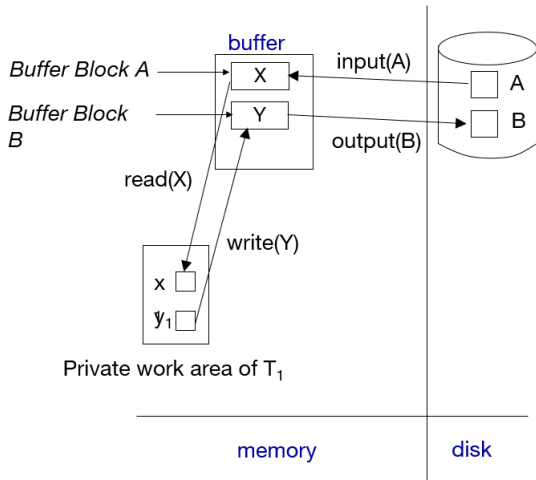 buffer
Buffer Block A
X
input(A)
A
Buffer Block
B
Y
output(B)
B
read(X)
write(Y)
x
y₁
Private work area of T₁
memory
disk